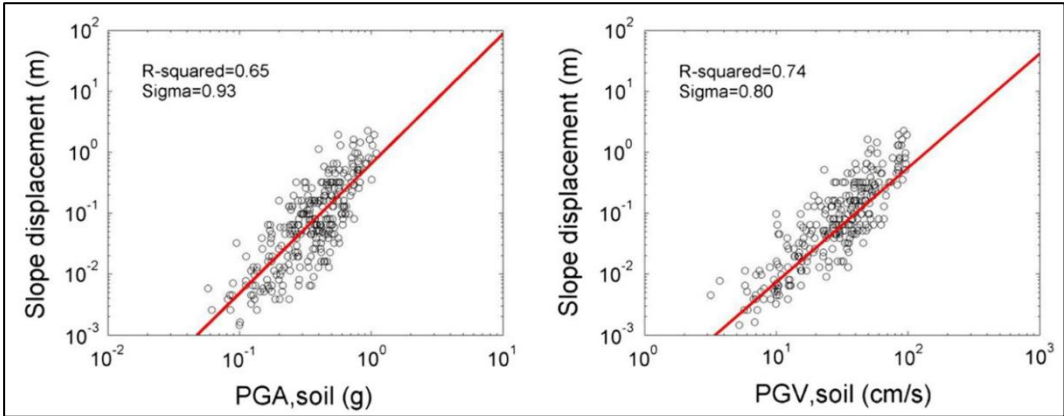 Slope displacement (m)
10^2
10^1
10^0
10^-1
10^-2
10^-3
R-squared=0.65
Sigma=0.93
10^-2 10^-1 10^0 10^1
PGA,soil (g)
Slope displacement (m)
10^2
10^1
10^0
10^-1
10^-2
10^-3
R-squared=0.74
Sigma=0.80
10^0 10^1 10^2 10^3
PGV,soil (cm/s)